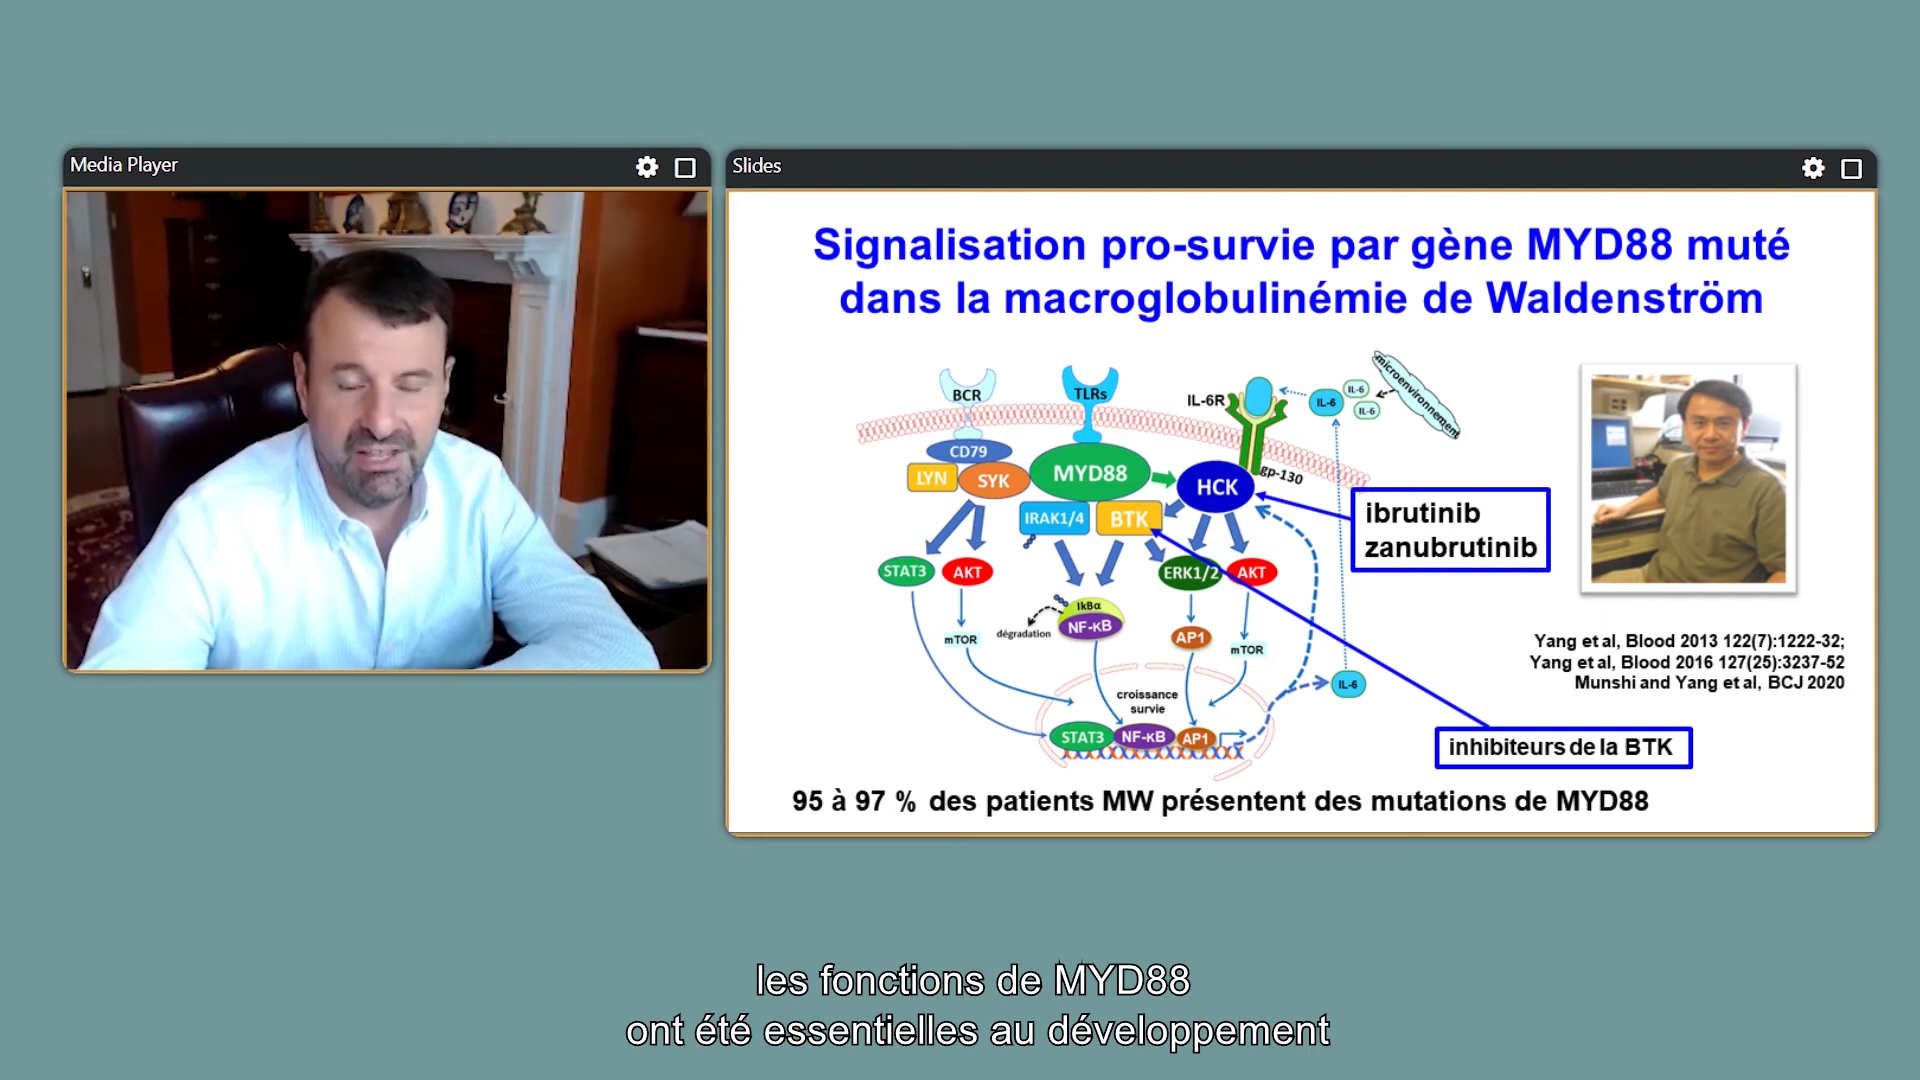 Media Player
Slides
Signalisation pro-survie par gène MYD88 muté
dans la macroglobulinémie de Waldenström
BCR
TLRs
IL-6R
IL-6
IL-6
IL-6
microenvironnement
CD79
LYN
SYK
MYD88
HCK
gp-130
IRAK1/4
BTK
ibrutinib
zanubrutinib
STAT3
AKT
ERK1/2
AKT
IkBα
NF-κB
dégradation
mTOR
AP1
mTOR
croissance
survie
IL-6
STAT3
NF-κB
AP1
Yang et al, Blood 2013 122(7):1222-32;
Yang et al, Blood 2016 127(25):3237-52
Munshi and Yang et al, BCJ 2020
inhibiteurs de la BTK
95 à 97 % des patients MW présentent des mutations de MYD88
les fonctions de MYD88
ont été essentielles au développement